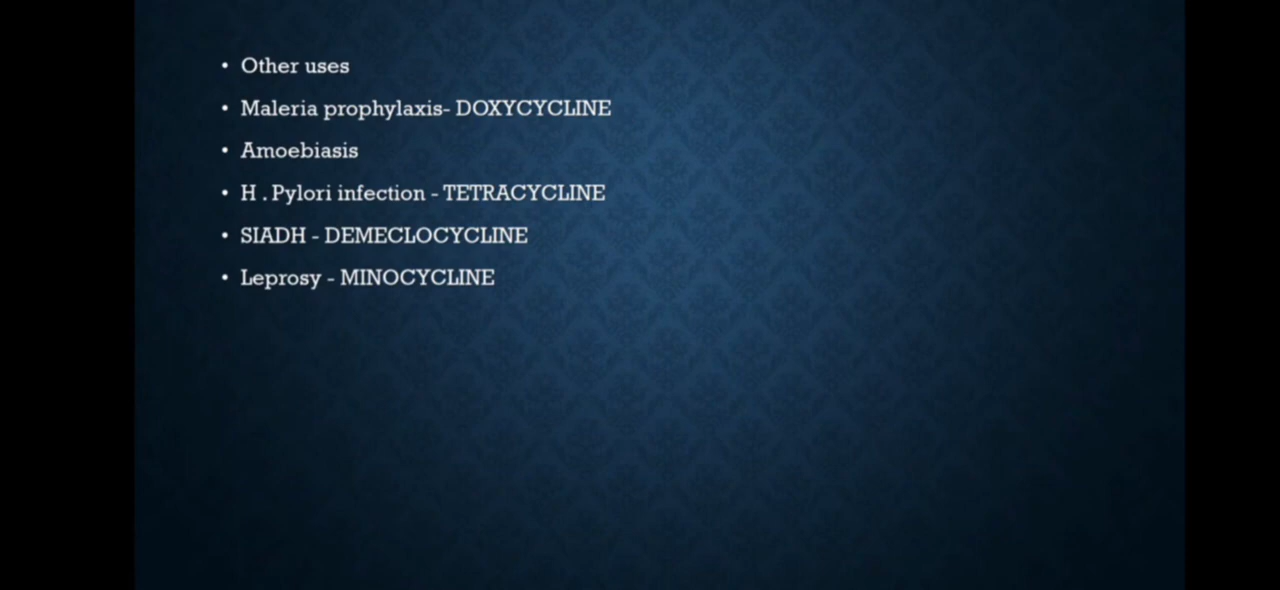 • Other uses
• Maleria prophylaxis- DOXYCYCLINE
• Amoebiasis
• H . Pylori infection - TETRACYCLINE
• SIADH - DEMECLOCYCLINE
• Leprosy - MINOCYCLINE